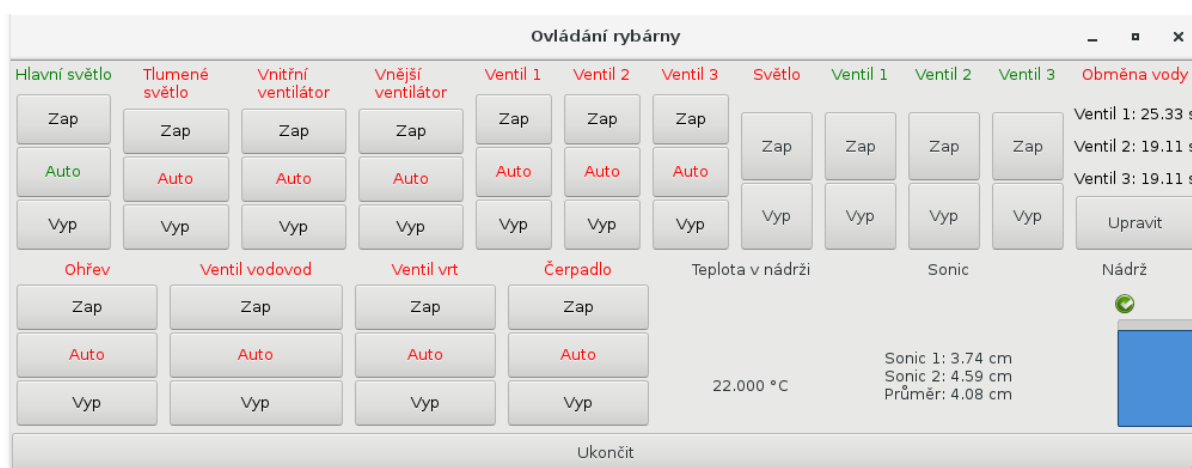 Ovládání rybárny
Hlavní světlo
Tlumené
světlo
Vnitřní
ventilátor
Vnější
ventilátor
Ventil 1
Ventil 2
Ventil 3
Světlo
Ventil 1
Ventil 2
Ventil 3
Obměna vody
Zap
Zap
Zap
Zap
Zap
Zap
Zap
Zap
Zap
Zap
Zap
Ventil 1: 25.33 s
Ventil 2: 19.11 s
Ventil 3: 19.11 s
Auto
Auto
Auto
Auto
Auto
Auto
Auto
Vyp
Vyp
Vyp
Vyp
Vyp
Vyp
Vyp
Vyp
Vyp
Vyp
Vyp
Upravit
Ohřev
Ventil vodovod
Ventil vrt
Čerpadlo
Teplota v nádrži
Sonic
Nádrž
Zap
Zap
Zap
Zap
Auto
Auto
Auto
Auto
Vyp
Vyp
Vyp
Vyp
22.000 °C
Sonic 1: 3.74 cm
Sonic 2: 4.59 cm
Průměr: 4.08 cm
Ukončit